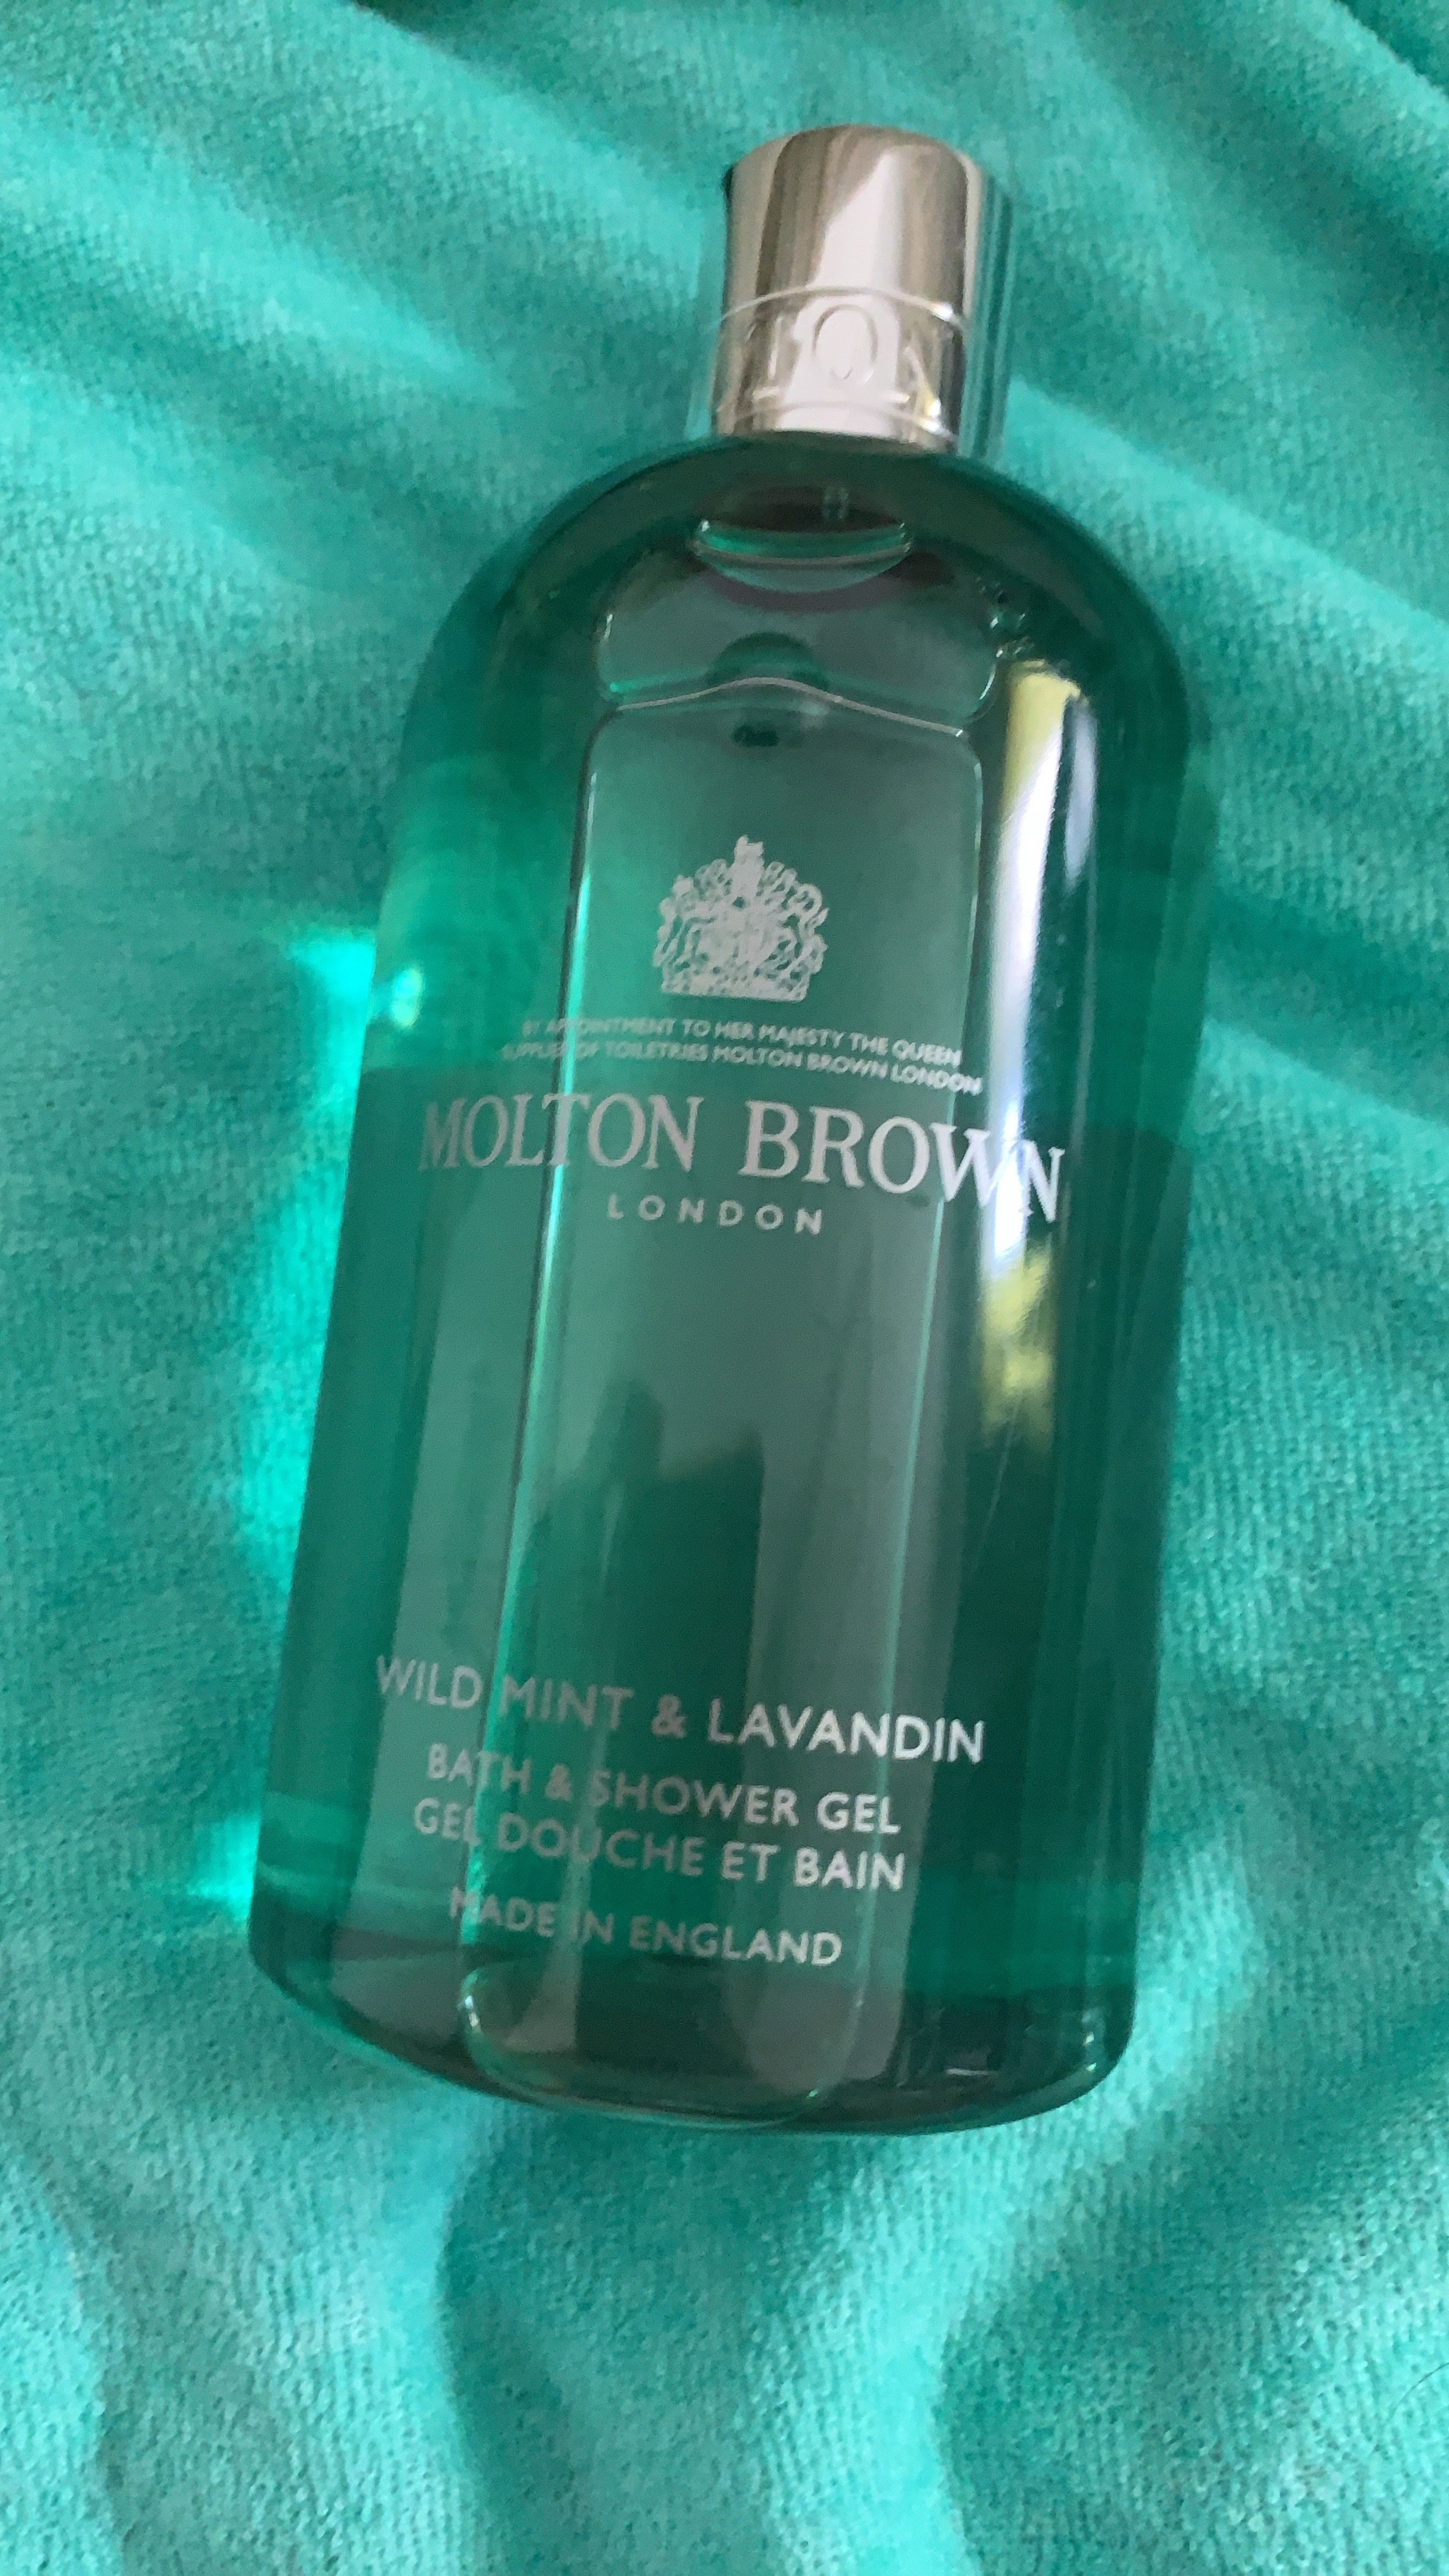 BY APPOINTMENT TO HER MAJESTY THE QUEEN
SUPPLIER OF TOILETRIES MOLTON BROWN LONDON
MOLTON BROWN
LONDON
WILD MINT & LAVANDIN
BATH & SHOWER GEL
GEL DOUCHE ET BAIN
MADE IN ENGLAND